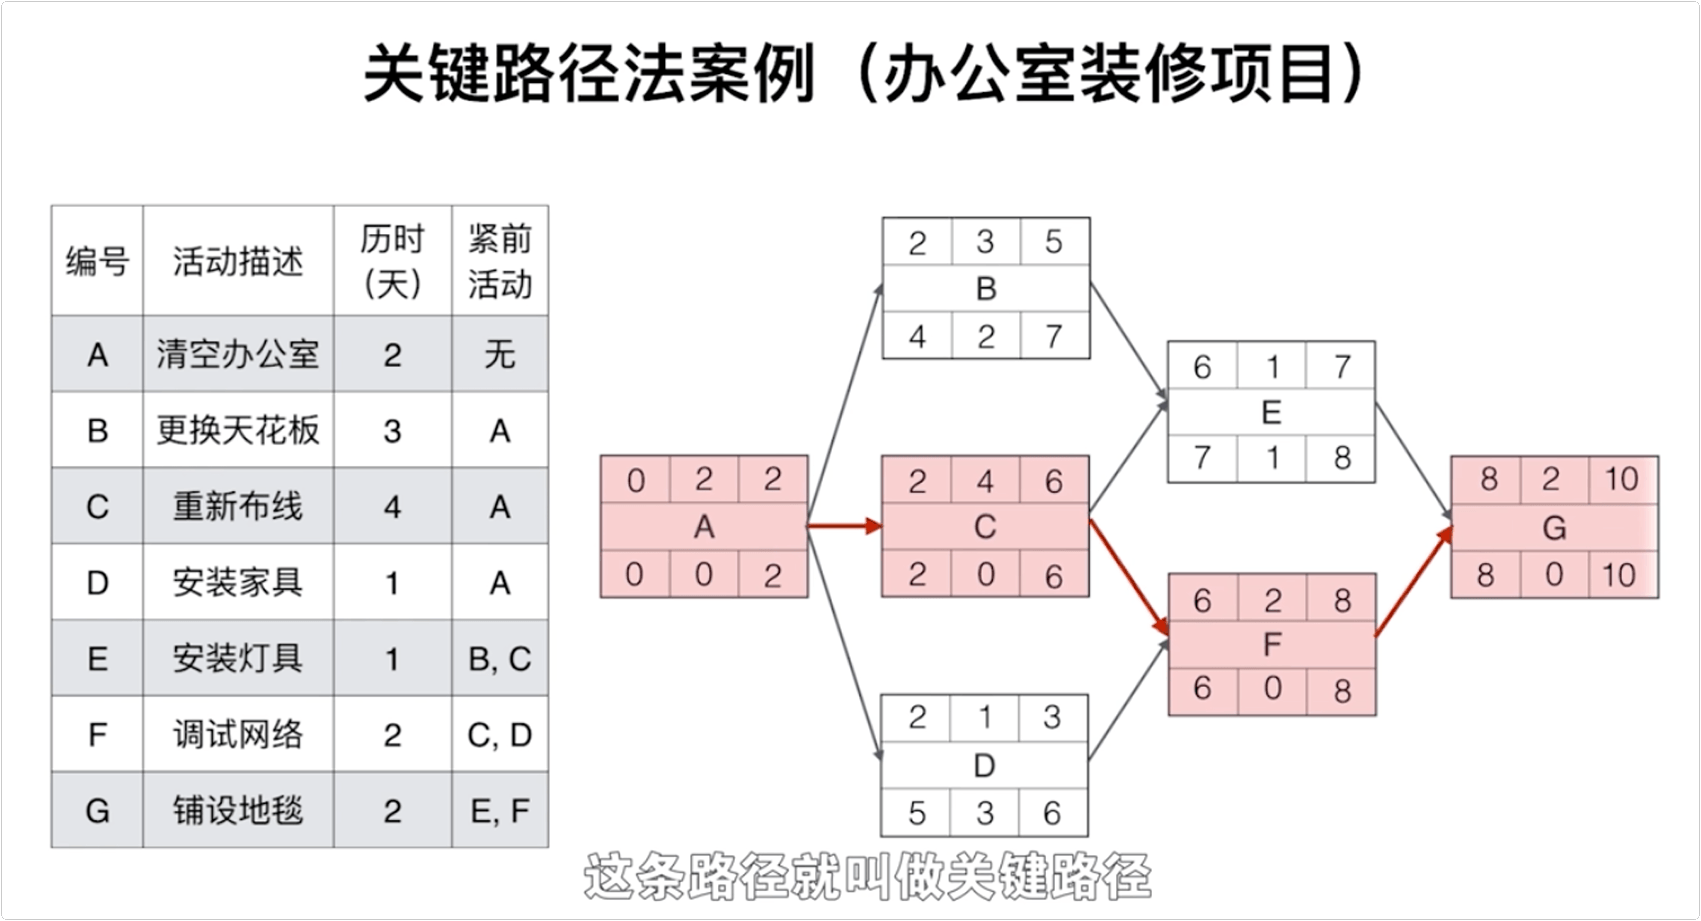 关键路径法案例（办公室装修项目）
编号 活动描述 历时（天） 紧前活动
A 清空办公室 2 无
B 更换天花板 3 A
C 重新布线 4 A
D 安装家具 1 A
E 安装灯具 1 B, C
F 调试网络 2 C, D
G 铺设地毯 2 E, F
0 2 2
A
0 0 2
2 3 5
B
4 2 7
2 4 6
C
2 0 6
2 1 3
D
5 3 6
6 1 7
E
7 1 8
6 2 8
F
6 0 8
8 2 10
G
8 0 10
这条路径就叫做关键路径